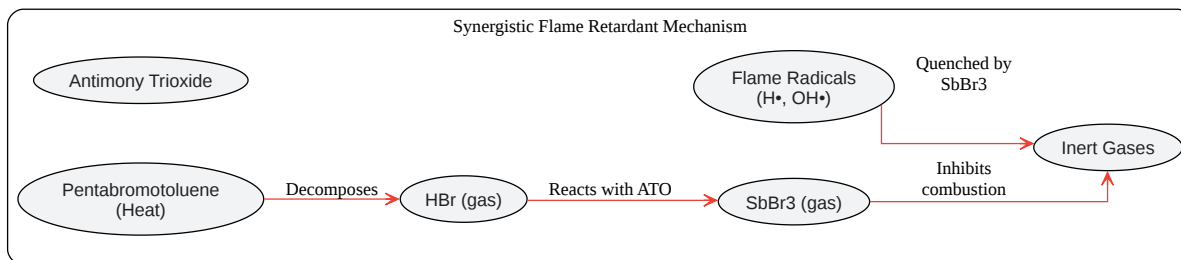 Synergistic Flame Retardant Mechanism
Antimony Trioxide
Flame Radicals
(H•, OH•)
Quenched by
SbBr3
Inert Gases
Pentabromotoluene
(Heat)
Decomposes
HBr (gas)
Reacts with ATO
SbBr3 (gas)
Inhibits
combustion